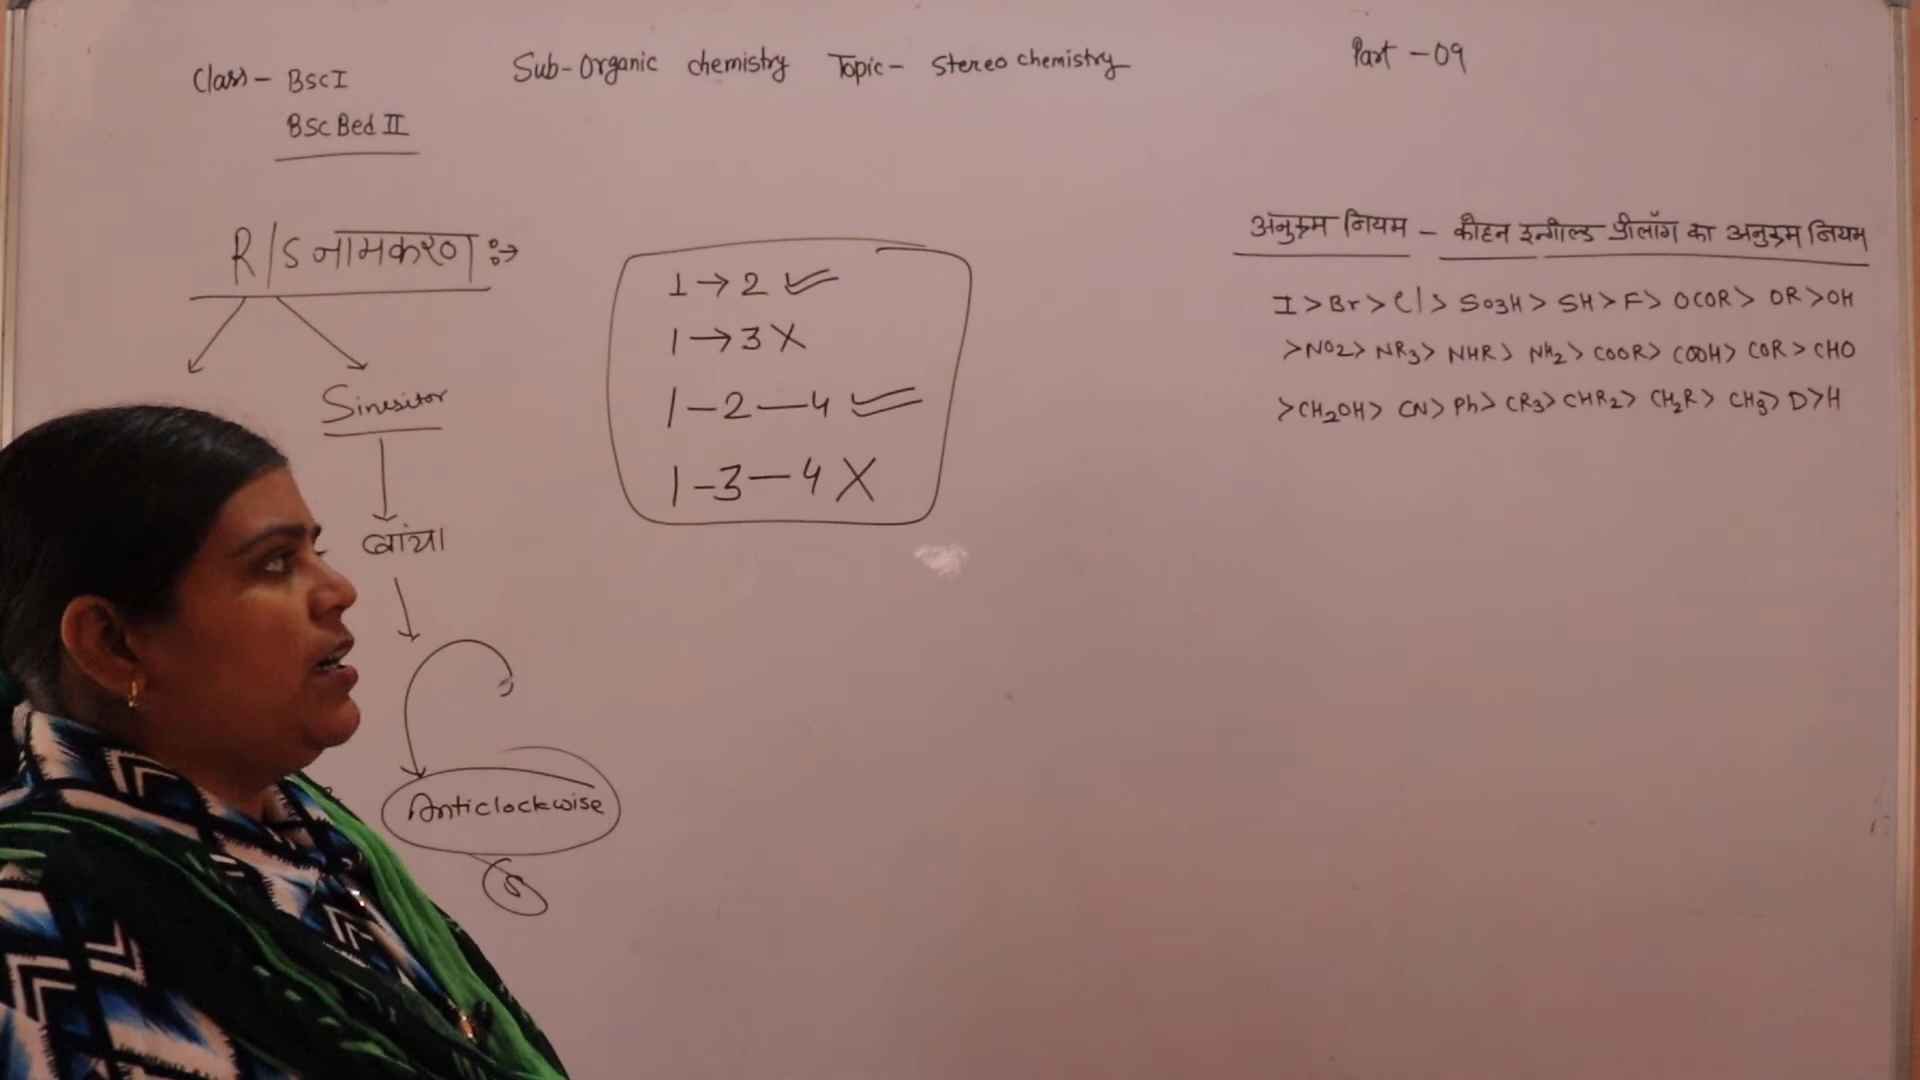 Class - BSc I
BSc Bed II
Sub - Organic chemistry Topic - Stereo chemistry
Part - 09
R/S नामकरण :→
Sinisitor
बांया
Anticlockwise
1 → 2 ✓
1 → 3 X
1 - 2 — 4 ✓
1 - 3 — 4 X
अनुक्रम नियम - कॉहन इन्गोल्ड प्रीलॉग का अनुक्रम नियम
I > Br > Cl > SO3H > SH > F > OCOR > OR > OH
> NO2 > NR3 > NHR > NH2 > COOR > COOH > COR > CHO
> CH2OH > CN > Ph > CR3 > CHR2 > CH2R > CH3 > D > H